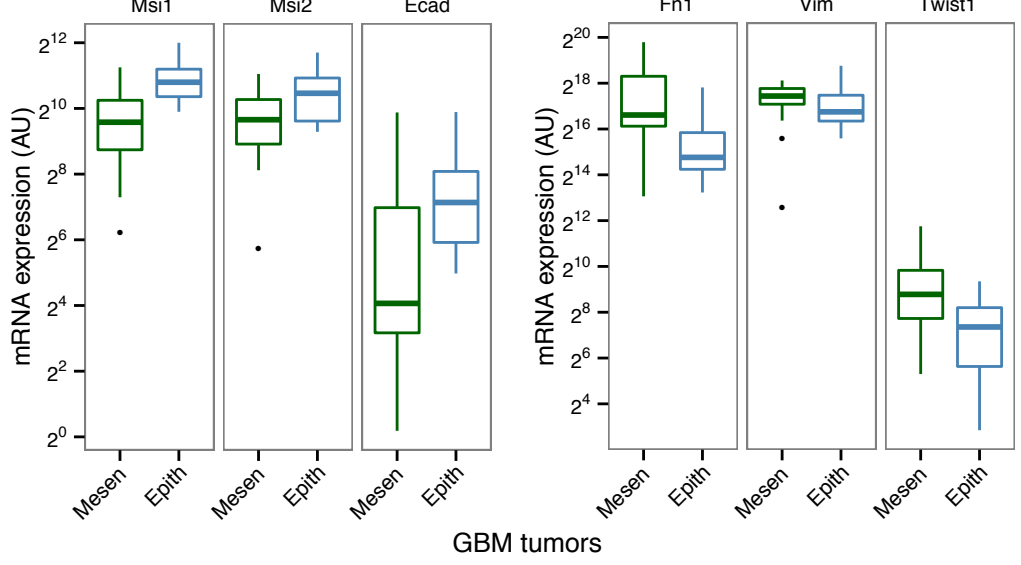 Msi1 Msi2 Ecad
mRNA expression (AU)
2^12
2^10
2^8
2^6
2^4
2^2
2^0
Mesen Epith Mesen Epith Mesen Epith
Fn1 Vim Twist1
mRNA expression (AU)
2^20
2^18
2^16
2^14
2^12
2^10
2^8
2^6
2^4
Mesen Epith Mesen Epith Mesen Epith
GBM tumors